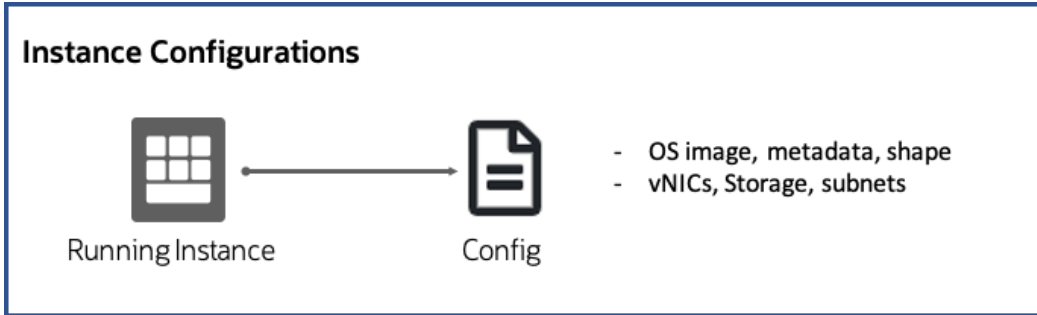 Instance Configurations
- OS image, metadata, shape
- vNICs, Storage, subnets
Running Instance
Config